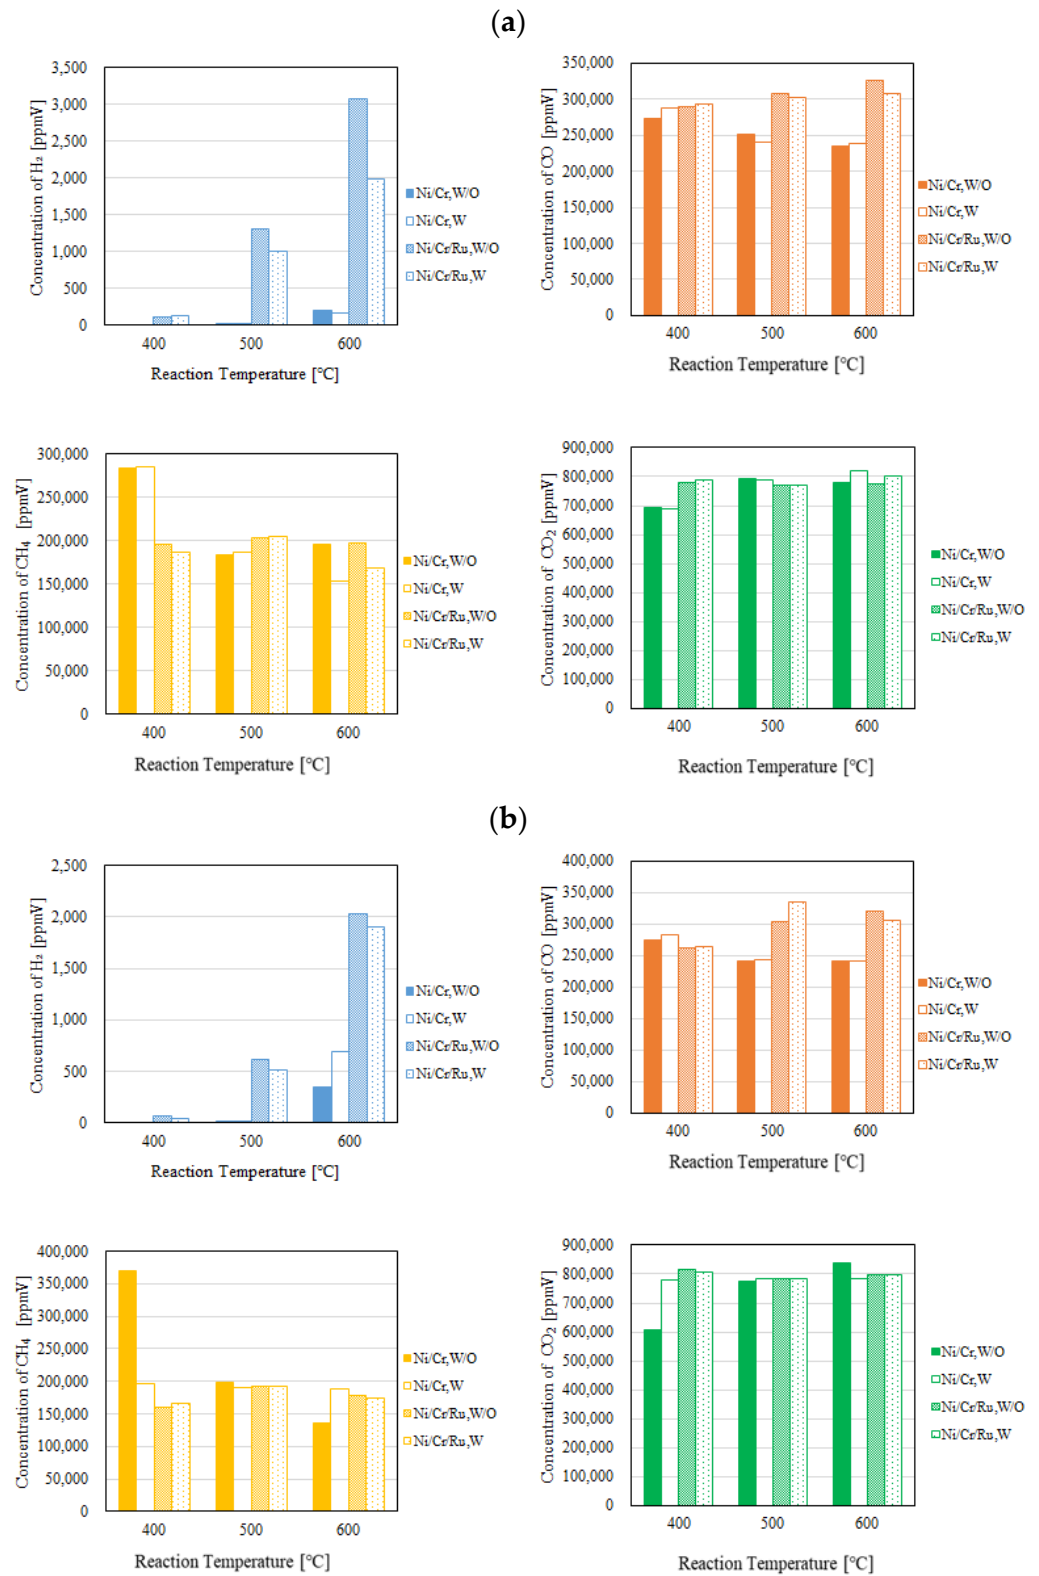 (a)
3,500
3,000
2,500
2,000
1,500
1,000
500
0
Concentration of H₂ [ppmV]
400 500 600
Reaction Temperature [℃]
Ni/Cr,W/O
Ni/Cr,W
Ni/Cr/Ru,W/O
Ni/Cr/Ru,W
350,000
300,000
250,000
200,000
150,000
100,000
50,000
0
Concentration of CO [ppmV]
400 500 600
Reaction Temperature [℃]
Ni/Cr,W/O
Ni/Cr,W
Ni/Cr/Ru,W/O
Ni/Cr/Ru,W
300,000
250,000
200,000
150,000
100,000
50,000
0
Concentration of CH₄ [ppmV]
400 500 600
Reaction Temperature [℃]
Ni/Cr,W/O
Ni/Cr,W
Ni/Cr/Ru,W/O
Ni/Cr/Ru,W
900,000
800,000
700,000
600,000
500,000
400,000
300,000
200,000
100,000
0
Concentration of CO₂ [ppmV]
400 500 600
Reaction Temperature [℃]
Ni/Cr,W/O
Ni/Cr,W
Ni/Cr/Ru,W/O
Ni/Cr/Ru,W
(b)
2,500
2,000
1,500
1,000
500
0
Concentration of H₂ [ppmV]
400 500 600
Reaction Temperature [℃]
Ni/Cr,W/O
Ni/Cr,W
Ni/Cr/Ru,W/O
Ni/Cr/Ru,W
400,000
350,000
300,000
250,000
200,000
150,000
100,000
50,000
0
Concentration of CO [ppmV]
400 500 600
Reaction Temperature [℃]
Ni/Cr,W/O
Ni/Cr,W
Ni/Cr/Ru,W/O
Ni/Cr/Ru,W
400,000
350,000
300,000
250,000
200,000
150,000
100,000
50,000
0
Concentration of CH₄ [ppmV]
400 500 600
Reaction Temperature [℃]
Ni/Cr,W/O
Ni/Cr,W
Ni/Cr/Ru,W/O
Ni/Cr/Ru,W
900,000
800,000
700,000
600,000
500,000
400,000
300,000
200,000
100,000
0
Concentration of CO₂ [ppmV]
400 500 600
Reaction Temperature [℃]
Ni/Cr,W/O
Ni/Cr,W
Ni/Cr/Ru,W/O
Ni/Cr/Ru,W